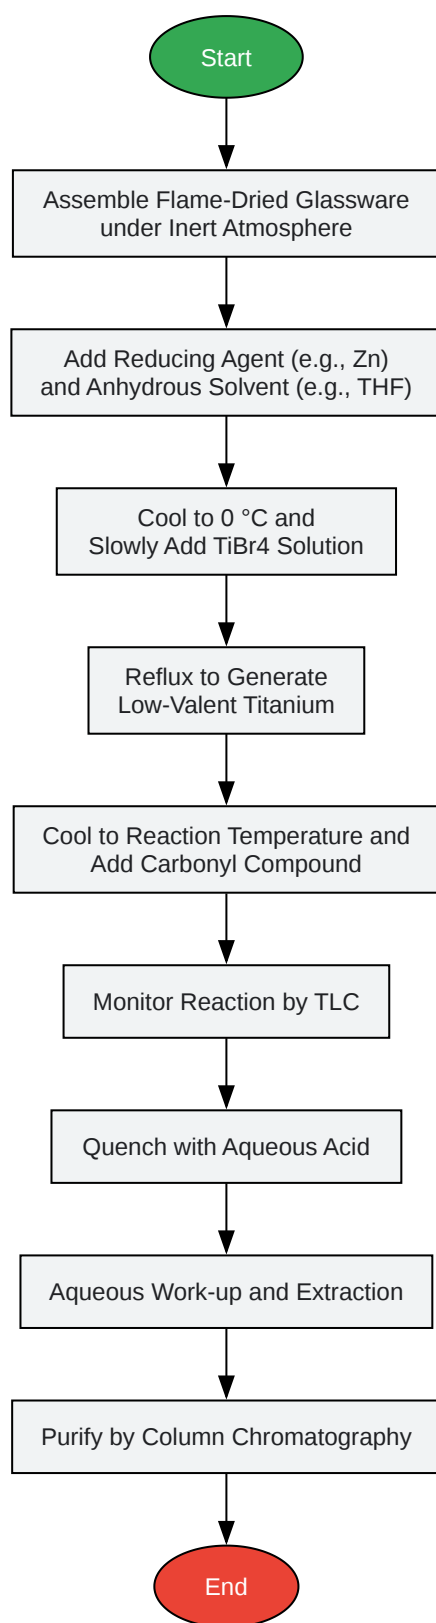 Start
Assemble Flame-Dried Glassware
under Inert Atmosphere
Add Reducing Agent (e.g., Zn)
and Anhydrous Solvent (e.g., THF)
Cool to 0 °C and
Slowly Add TiBr4 Solution
Reflux to Generate
Low-Valent Titanium
Cool to Reaction Temperature and
Add Carbonyl Compound
Monitor Reaction by TLC
Quench with Aqueous Acid
Aqueous Work-up and Extraction
Purify by Column Chromatography
End